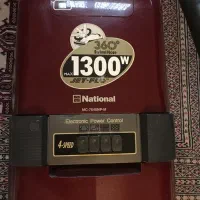 360°
MAX.
1300W
JET-FLO
National
Electronic Power Control
4-SPEED